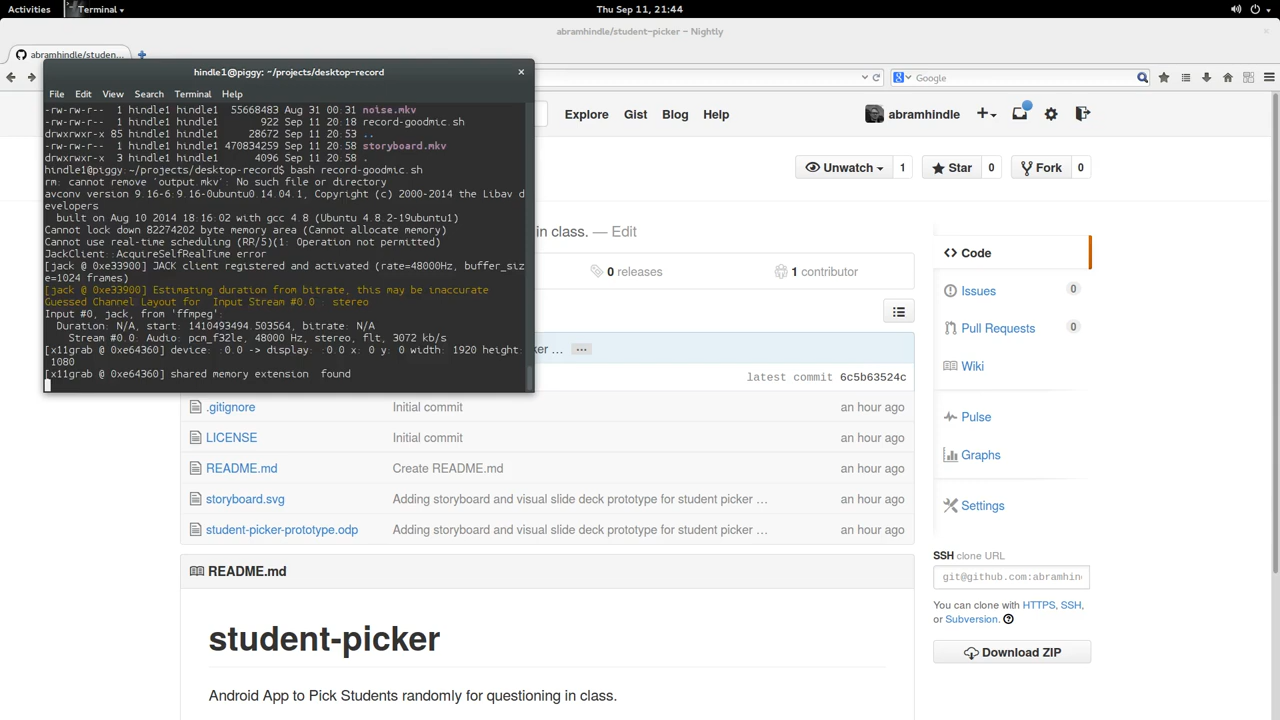 Activities
Terminal
Thu Sep 11, 21:44
abramhindle/student-picker – Nightly
abramhindle/studen...
Google
hindle1@piggy: ~/projects/desktop-record
File Edit View Search Terminal Help
-rw-rw-r-- 1 hindle1 hindle1 55668483 Aug 31 00:31 noise.mkv
-rw-rw-r-- 1 hindle1 hindle1 922 Sep 11 20:18 record-goodmic.sh
drwxrwxr-x 85 hindle1 hindle1 28672 Sep 11 20:53 ..
-rw-rw-r-- 1 hindle1 hindle1 470834259 Sep 11 20:58 storyboard.mkv
drwxrwxr-x 3 hindle1 hindle1 4096 Sep 11 20:58 .
hindle1@piggy:~/projects/desktop-record$ bash record-goodmic.sh
rm: cannot remove 'output.mkv': No such file or directory
avconv version 9.16-6:9.16-0ubuntu0.14.04.1, Copyright (c) 2000-2014 the Libav d
evelopers
built on Aug 10 2014 18:16:02 with gcc 4.8 (Ubuntu 4.8.2-19ubuntu1)
Cannot lock down 82274202 byte memory area (Cannot allocate memory)
Cannot use real-time scheduling (RR/5)(1: Operation not permitted)
JackClient::AcquireSelfRealTime error
[jack @ 0xe33900] JACK client registered and activated (rate=48000Hz, buffer_siz
e=1024 frames)
[jack @ 0xe33900] Estimating duration from bitrate, this may be inaccurate
Guessed Channel Layout for Input Stream #0.0 : stereo
Input #0, jack, from 'ffmpeg':
Duration: N/A, start: 1410493494.503564, bitrate: N/A
Stream #0.0: Audio: pcm_f32le, 48000 Hz, stereo, flt, 3072 kb/s
[x11grab @ 0xe64360] device: :0.0 -> display: :0.0 x: 0 y: 0 width: 1920 height:
1080
[x11grab @ 0xe64360] shared memory extension found
Explore Gist Blog Help
abramhindle
Unwatch 1
Star 0
Fork 0
in class. — Edit
0 releases
1 contributor
ker ... ...
latest commit 6c5b63524c
.gitignore Initial commit an hour ago
LICENSE Initial commit an hour ago
README.md Create README.md an hour ago
storyboard.svg Adding storyboard and visual slide deck prototype for student picker ... an hour ago
student-picker-prototype.odp Adding storyboard and visual slide deck prototype for student picker ... an hour ago
README.md
student-picker
Android App to Pick Students randomly for questioning in class.
Code
Issues 0
Pull Requests 0
Wiki
Pulse
Graphs
Settings
SSH clone URL
git@github.com:abramhin
You can clone with HTTPS, SSH,
or Subversion.
Download ZIP